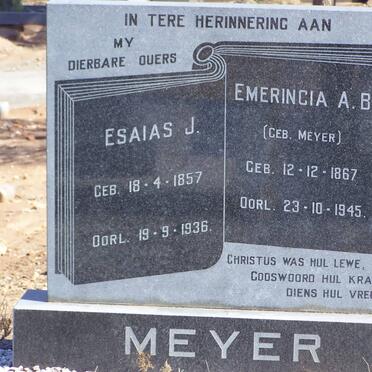 IN TERE HERINNERING AAN
MY
DIERBARE OUERS
ESAIAS J.
GEB. 18-4-1857
OORL. 19-9-1936.
EMERINCIA A. B
(GEB. MEYER)
GEB. 12-12-1867
OORL. 23-10-1945.
CHRISTUS WAS HUL LEWE,
GODSWOORD HUL KRA
DIENS HUL VRE
MEYER